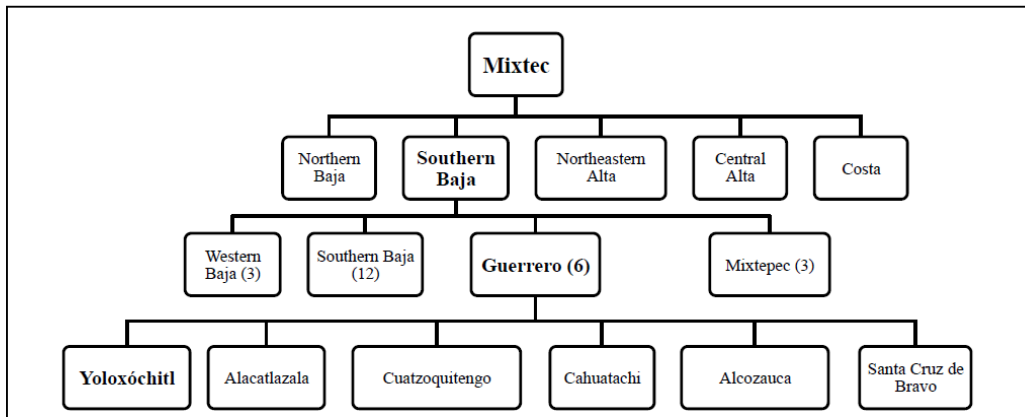 Mixtec
Northern
Baja
Southern
Baja
Northeastern
Alta
Central
Alta
Costa
Western
Baja (3)
Southern Baja
(12)
Guerrero (6)
Mixtepec (3)
Yoloxóchitl
Alacatlazala
Cuatzoquitengo
Cahuatachi
Alcozauca
Santa Cruz de
Bravo